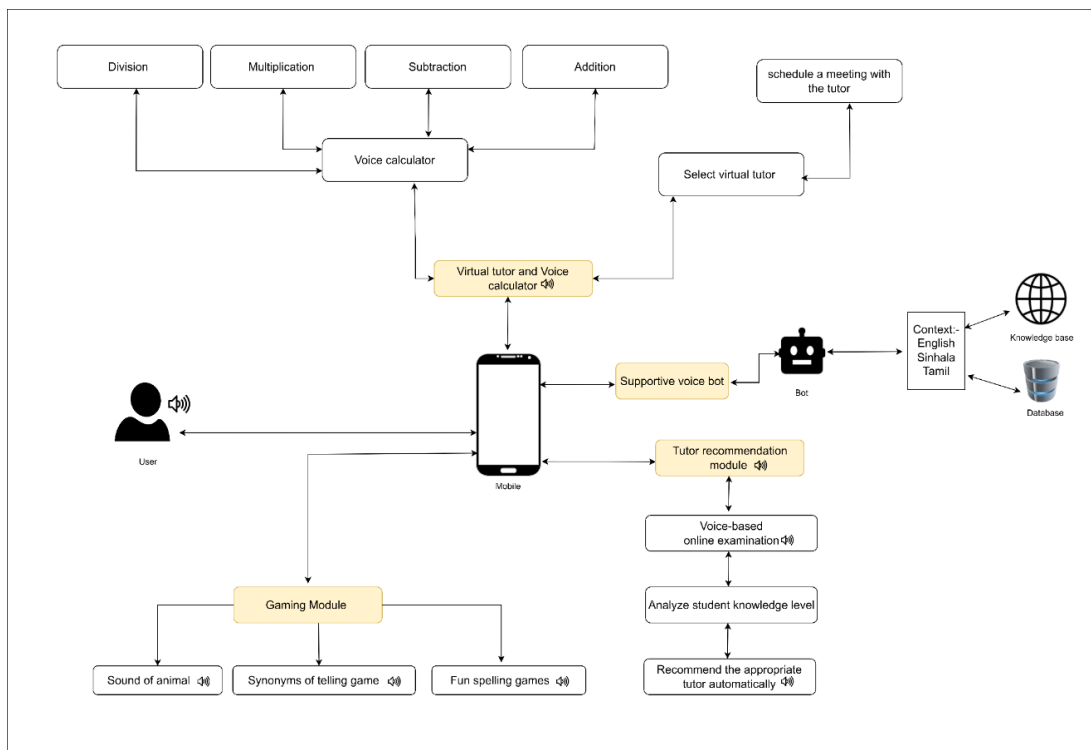 Division
Multiplication
Subtraction
Addition
schedule a meeting with
the tutor
Voice calculator
Select virtual tutor
Virtual tutor and Voice
calculator
Context:-
English
Sinhala
Tamil
Knowledge base
Supportive voice bot
Bot
Database
User
Mobile
Tutor recommendation
module
Voice-based
online examination
Gaming Module
Analyze student knowledge level
Sound of animal
Synonyms of telling game
Fun spelling games
Recommend the appropriate
tutor automatically